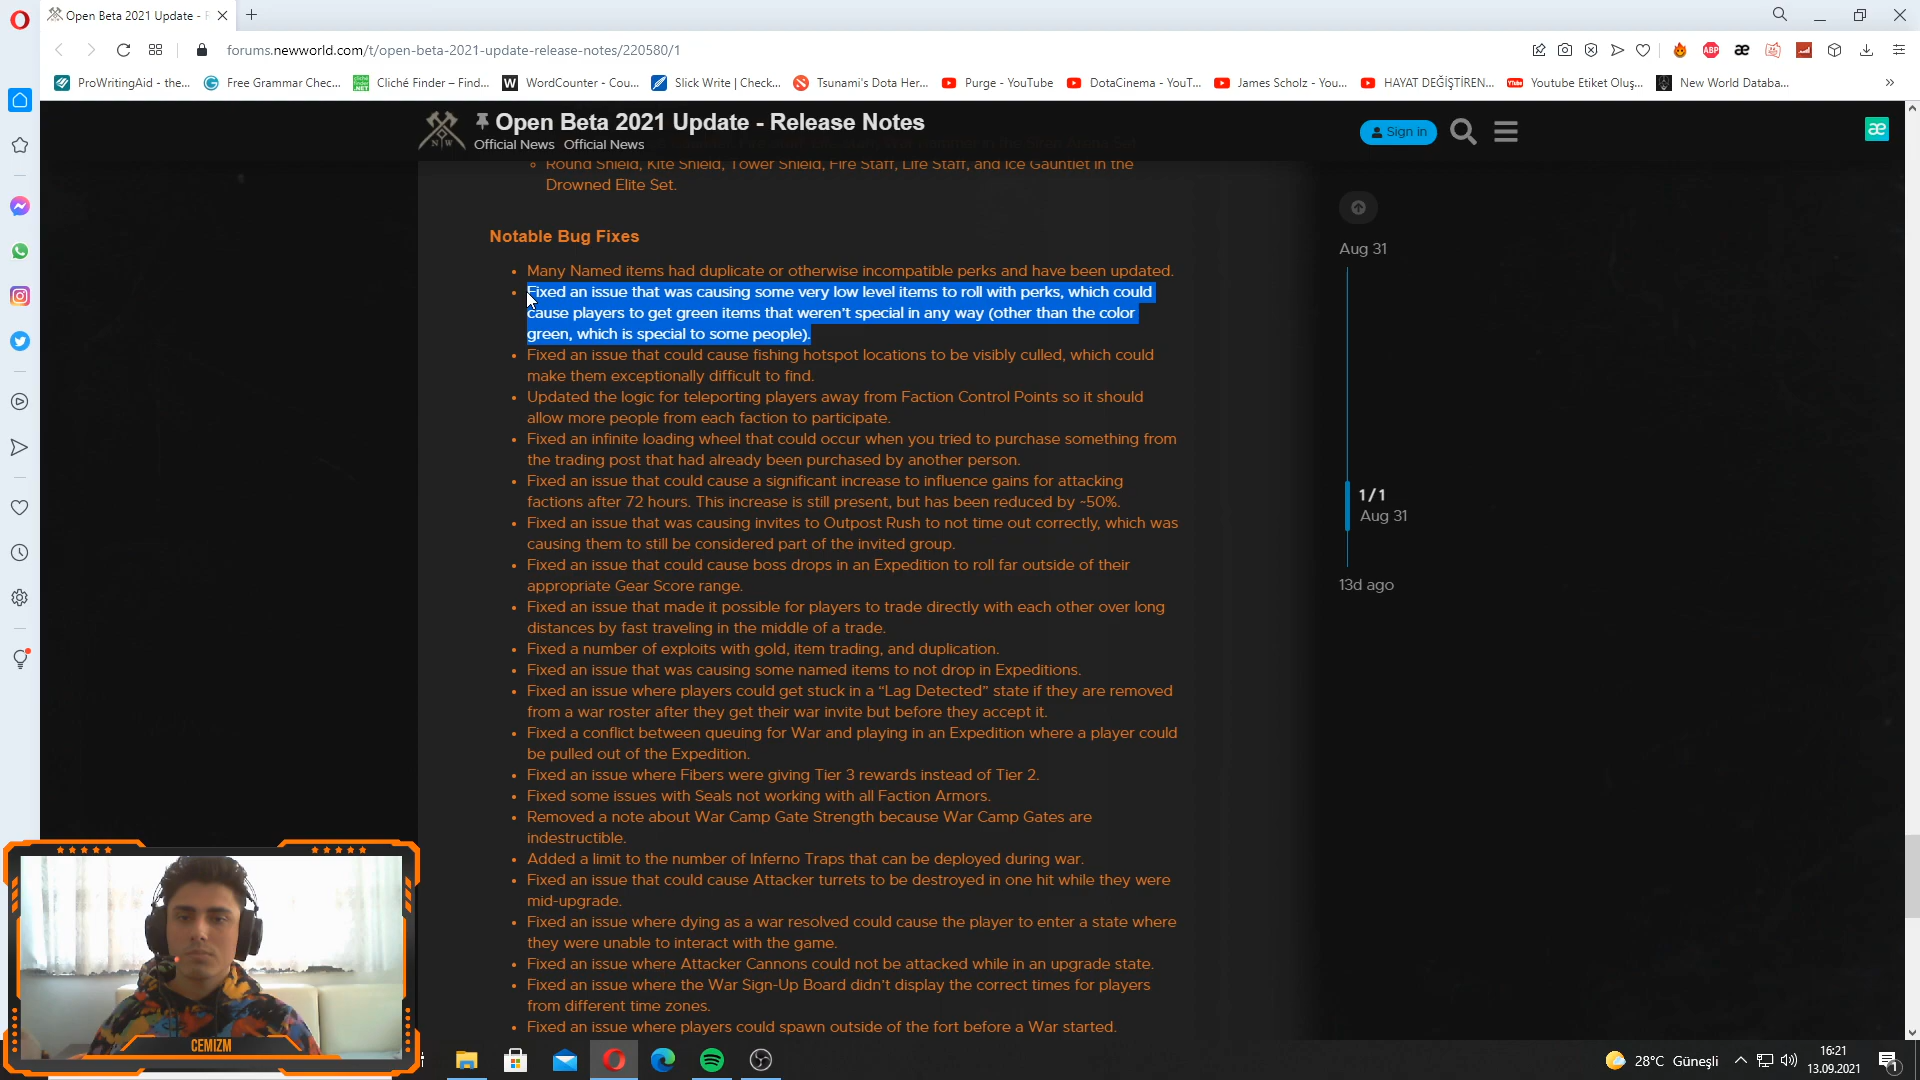 Open Beta 2021 Update -
forums.newworld.com/t/open-beta-2021-update-release-notes/220580/1
ABP
æ
ProWritingAid - the...
Free Grammar Chec...
Cliché Finder – Find...
WordCounter - Cou...
Slick Write | Check...
Tsunami's Dota Her...
Purge - YouTube
DotaCinema - YouT...
James Scholz - You...
HAYAT DEĞİŞTİREN...
Youtube Etiket Oluş...
New World Databa...
Open Beta 2021 Update - Release Notes
Official News Official News
Sign in
æ
Round Shield, Kite Shield, Tower Shield, Fire Staff, Life Staff, and Ice Gauntlet in the
Drowned Elite Set.
Notable Bug Fixes
Many Named items had duplicate or otherwise incompatible perks and have been updated.
Fixed an issue that was causing some very low level items to roll with perks, which could
cause players to get green items that weren't special in any way (other than the color
green, which is special to some people).
Fixed an issue that could cause fishing hotspot locations to be visibly culled, which could
make them exceptionally difficult to find.
Updated the logic for teleporting players away from Faction Control Points so it should
allow more people from each faction to participate.
Fixed an infinite loading wheel that could occur when you tried to purchase something from
the trading post that had already been purchased by another person.
Fixed an issue that could cause a significant increase to influence gains for attacking
factions after 72 hours. This increase is still present, but has been reduced by ~50%.
Fixed an issue that was causing invites to Outpost Rush to not time out correctly, which was
causing them to still be considered part of the invited group.
Fixed an issue that could cause boss drops in an Expedition to roll far outside of their
appropriate Gear Score range.
Fixed an issue that made it possible for players to trade directly with each other over long
distances by fast traveling in the middle of a trade.
Fixed a number of exploits with gold, item trading, and duplication.
Fixed an issue that was causing some named items to not drop in Expeditions.
Fixed an issue where players could get stuck in a “Lag Detected” state if they are removed
from a war roster after they get their war invite but before they accept it.
Fixed a conflict between queuing for War and playing in an Expedition where a player could
be pulled out of the Expedition.
Fixed an issue where Fibers were giving Tier 3 rewards instead of Tier 2.
Fixed some issues with Seals not working with all Faction Armors.
Removed a note about War Camp Gate Strength because War Camp Gates are
indestructible.
Added a limit to the number of Inferno Traps that can be deployed during war.
Fixed an issue that could cause Attacker turrets to be destroyed in one hit while they were
mid-upgrade.
Fixed an issue where dying as a war resolved could cause the player to enter a state where
they were unable to interact with the game.
Fixed an issue where Attacker Cannons could not be attacked while in an upgrade state.
Fixed an issue where the War Sign-Up Board didn't display the correct times for players
from different time zones.
Fixed an issue where players could spawn outside of the fort before a War started.
Aug 31
1/1
Aug 31
13d ago
CEMIZM
28°C Güneşli
16:21
13.09.2021
1